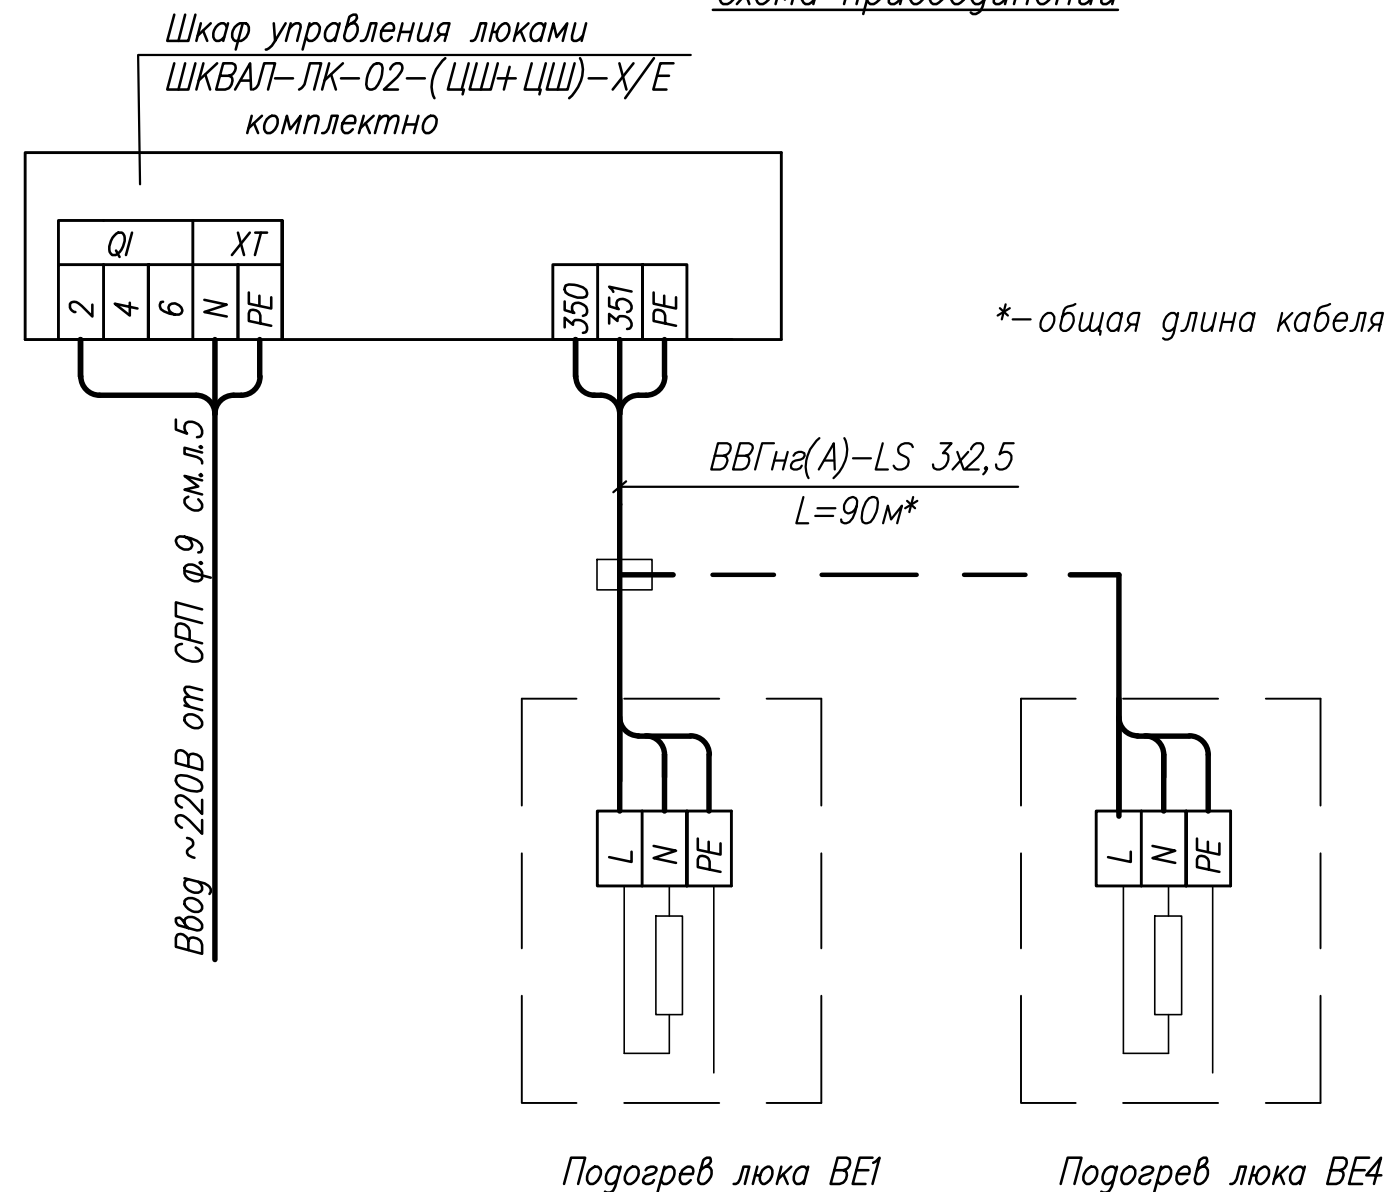 схема присоединений
Шкаф управления люками
ШКВАЛ-ЛК-02-(ЦШ+ЦШ)-Х/Е
комплектно
QI XT
2 4 6 N PE
350 351 PE
*-общая длина кабеля
ВВГнг(А)-LS 3х2,5
L=90м*
Ввод ~220В от СРП ф.9 см.л.5
L N PE
L N PE
Подогрев люка ВЕ1
Подогрев люка ВЕ4